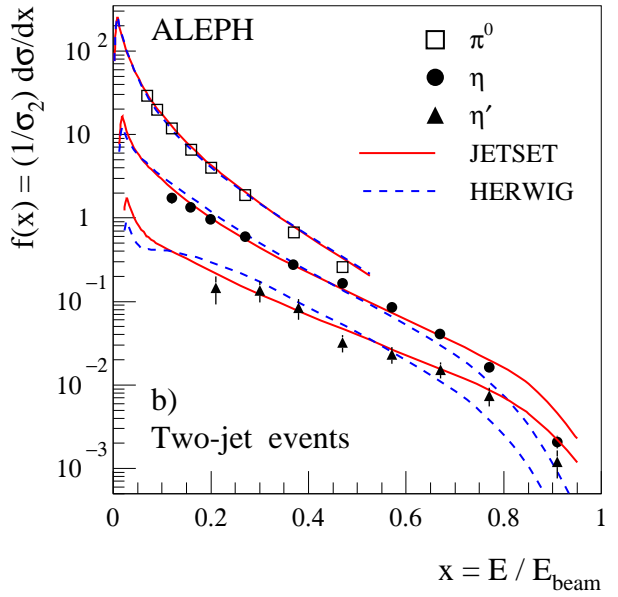 f(x) = (1/σ₂) dσ/dx
ALEPH
π⁰
η
η′
JETSET
HERWIG
10²
10
1
10⁻¹
10⁻²
10⁻³
b)
Two-jet events
0 0.2 0.4 0.6 0.8 1
x = E / E_beam